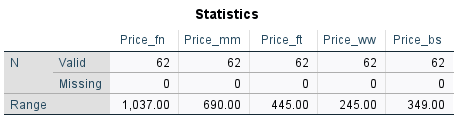 Statistics
Price_fn Price_mm Price_ft Price_ww Price_bs
N Valid 62 62 62 62 62
Missing 0 0 0 0 0
Range 1,037.00 690.00 445.00 245.00 349.00